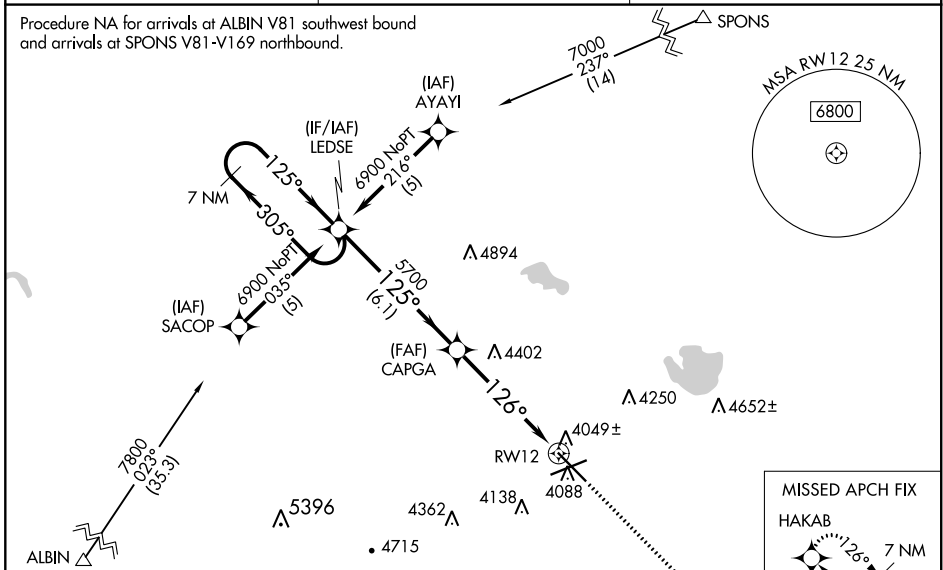 Procedure NA for arrivals at ALBIN V81 southwest bound
and arrivals at SPONS V81-V169 northbound.
SPONS
7000
237°
(14)
MSA RW12 25 NM
6800
(IAF)
AYAYI
(IF/IAF)
LEDSE
6900 NoPT
216°
(5)
125°
7 NM
305°
6900 NoPT
035°
(5)
(IAF)
SACOP
4894
5700
125°
(6.1)
(FAF)
CAPGA
4402
126°
4250
4652±
4049±
RW12
4088
4138
4362
5396
4715
7800
023°
(35.3)
ALBIN
MISSED APCH FIX
HAKAB
126°
7 NM